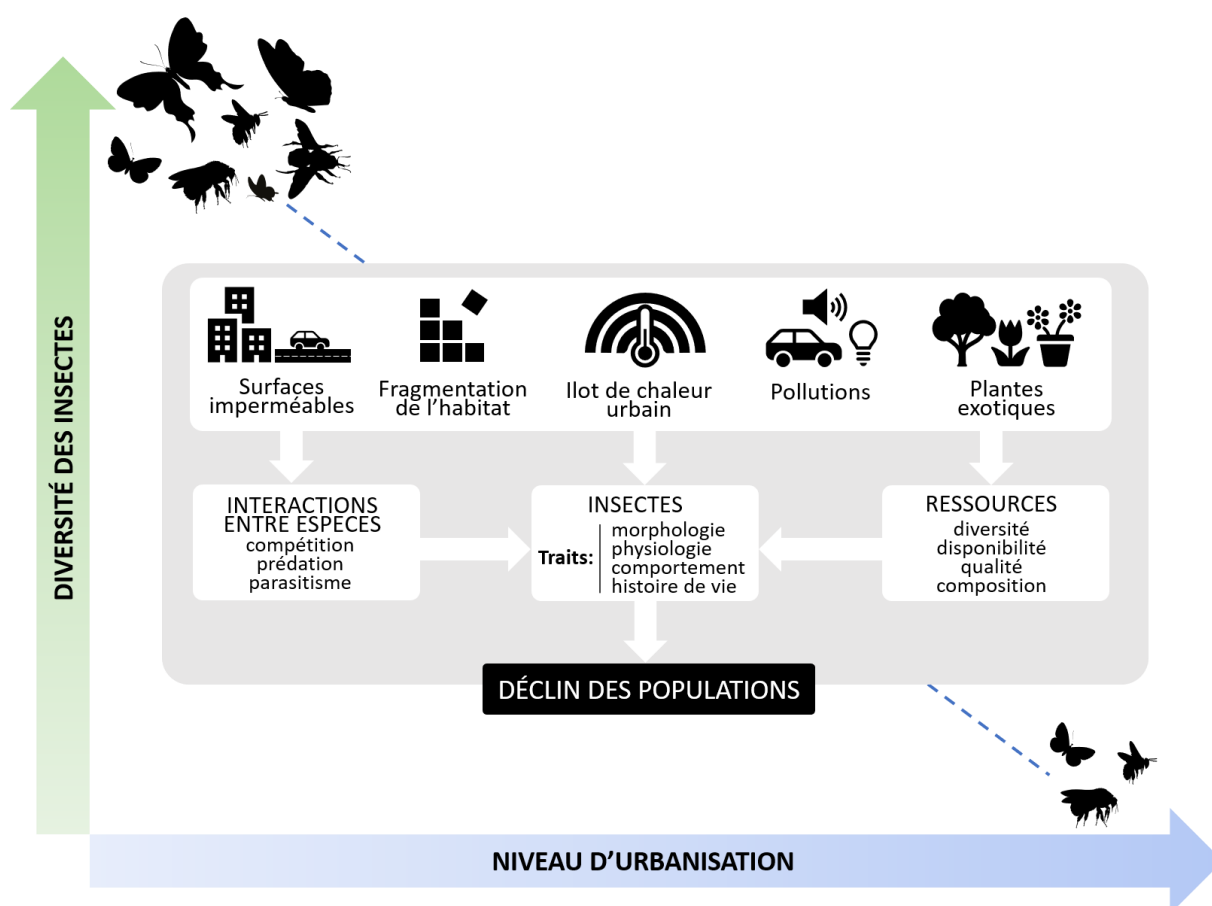 DIVERSITÉ DES INSECTES
Surfaces
imperméables
Fragmentation
de l'habitat
Ilot de chaleur
urbain
Pollutions
Plantes
exotiques
INTERACTIONS
ENTRE ESPECES
compétition
prédation
parasitisme
INSECTES
Traits:
morphologie
physiologie
comportement
histoire de vie
RESSOURCES
diversité
disponibilité
qualité
composition
DÉCLIN DES POPULATIONS
NIVEAU D'URBANISATION